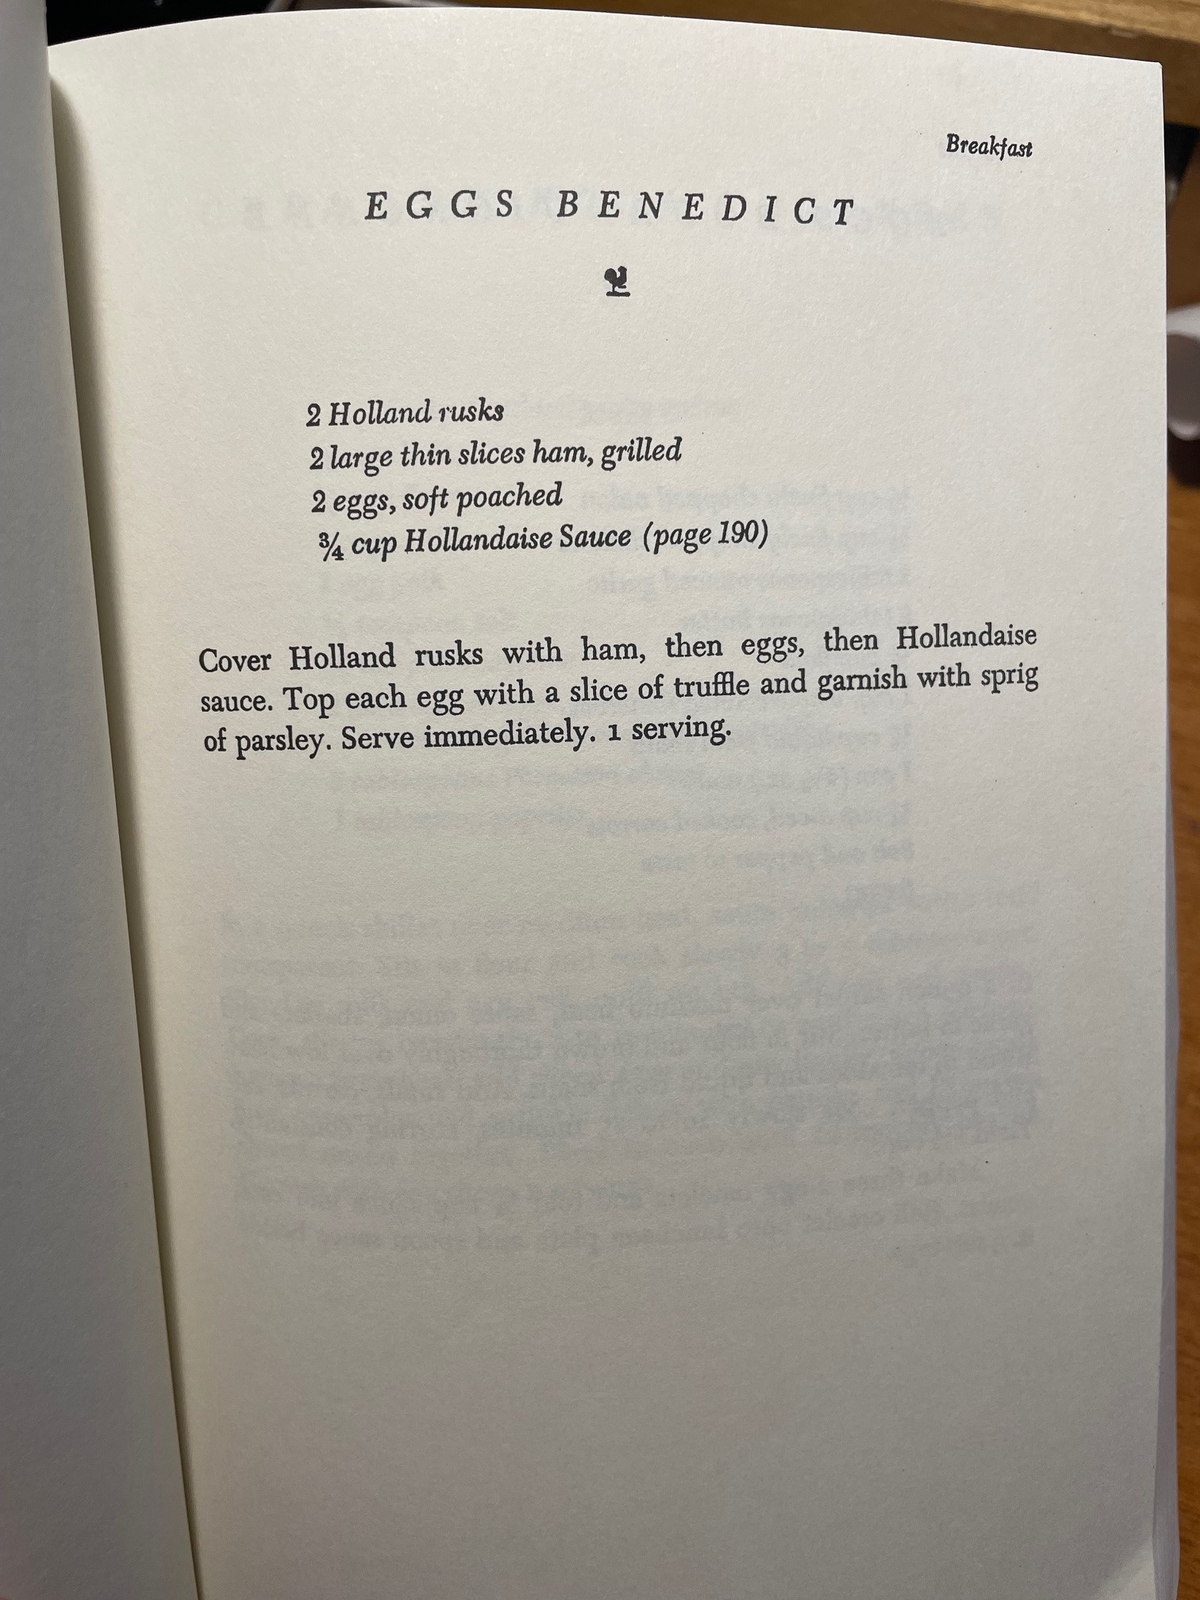 Breakfast
EGGS BENEDICT
2 Holland rusks
2 large thin slices ham, grilled
2 eggs, soft poached
¾ cup Hollandaise Sauce (page 190)
Cover Holland rusks with ham, then eggs, then Hollandaise
sauce. Top each egg with a slice of truffle and garnish with sprig
of parsley. Serve immediately. 1 serving.